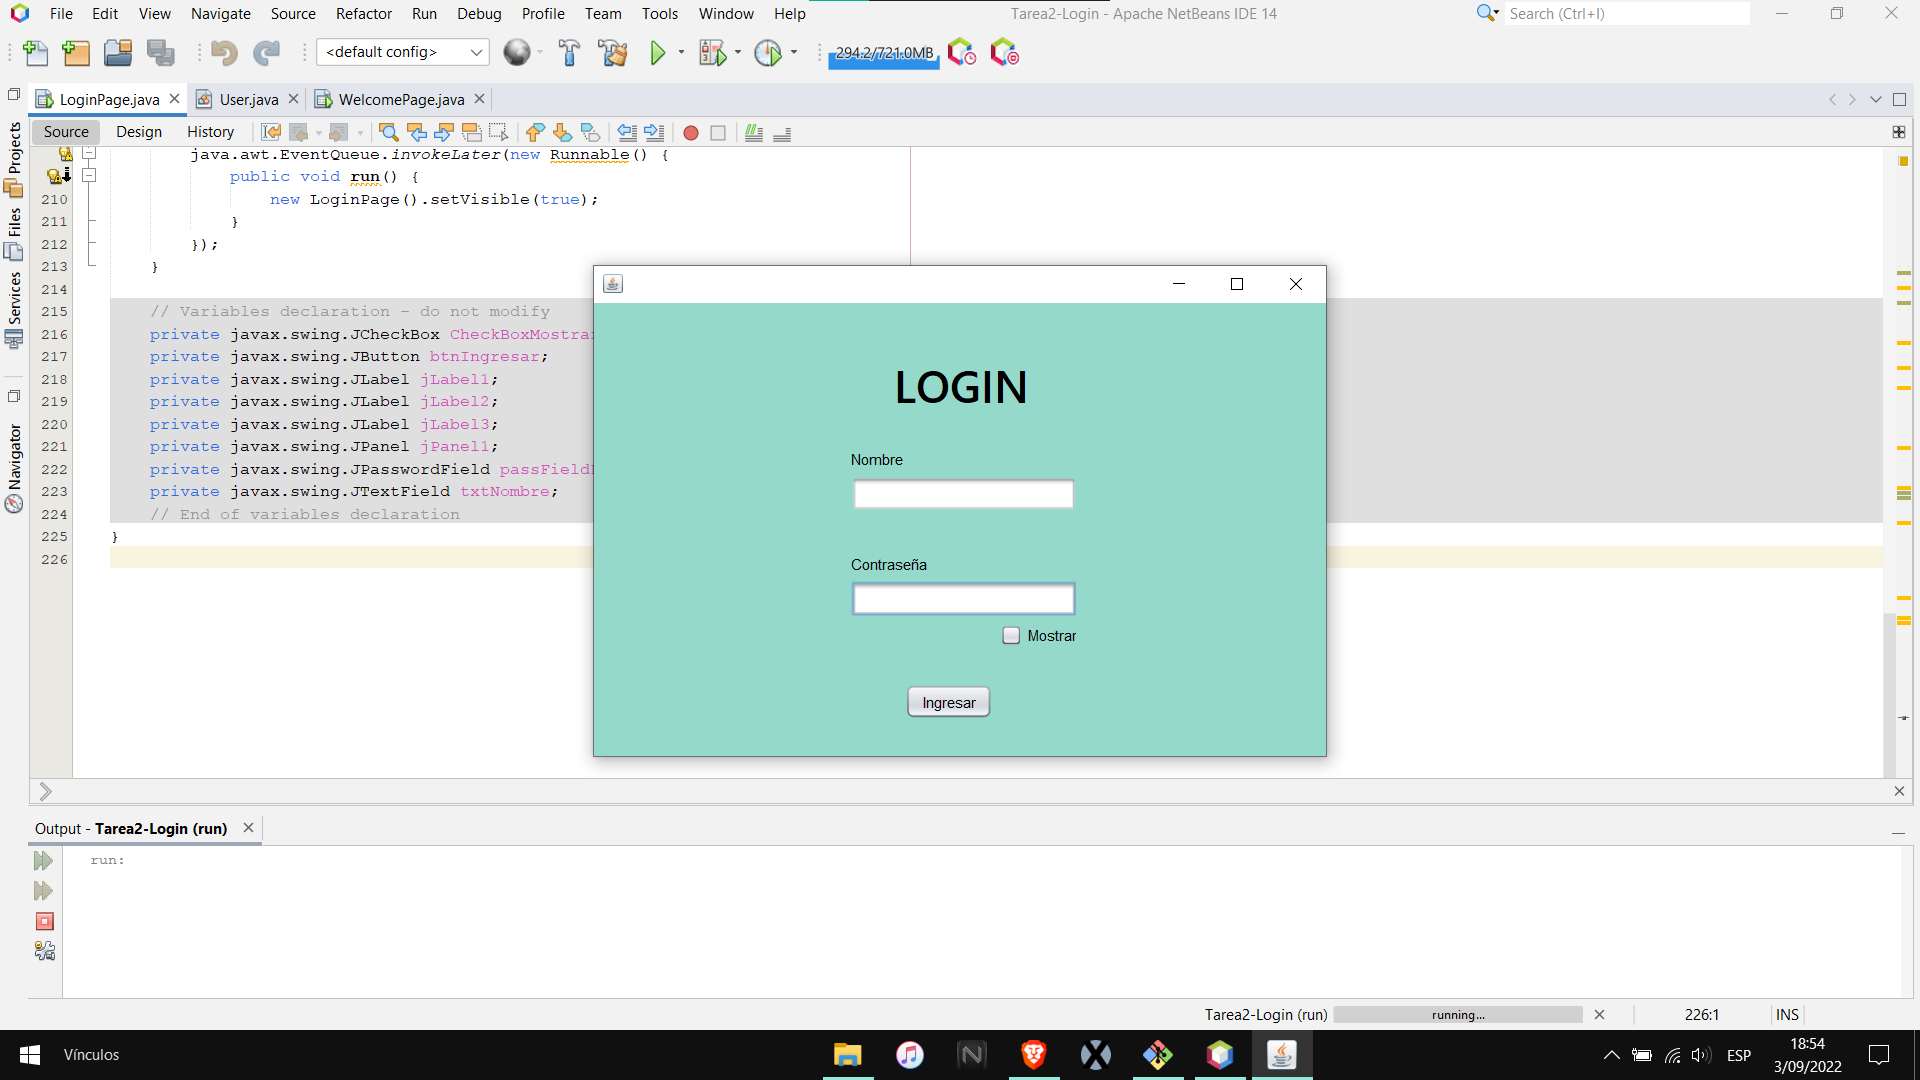 File Edit View Navigate Source Refactor Run Debug Profile Team Tools Window Help
Tarea2-Login - Apache NetBeans IDE 14
Search (Ctrl+I)
<default config>
294.2/721.0MB
LoginPage.java
User.java
WelcomePage.java
Source Design History
Projects
Files
Services
Navigator
java.awt.EventQueue.invokeLater(new Runnable() {
public void run() {
210 new LoginPage().setVisible(true);
211 }
212 });
213 }
214
215 // Variables declaration - do not modify
216 private javax.swing.JCheckBox CheckBoxMostrar
217 private javax.swing.JButton btnIngresar;
218 private javax.swing.JLabel jLabel1;
219 private javax.swing.JLabel jLabel2;
220 private javax.swing.JLabel jLabel3;
221 private javax.swing.JPanel jPanel1;
222 private javax.swing.JPasswordField passField
223 private javax.swing.JTextField txtNombre;
224 // End of variables declaration
225 }
226
LOGIN
Nombre
Contraseña
Mostrar
Ingresar
Output - Tarea2-Login (run)
run:
Tarea2-Login (run)
running...
226:1
INS
Vínculos
ESP
18:54
3/09/2022